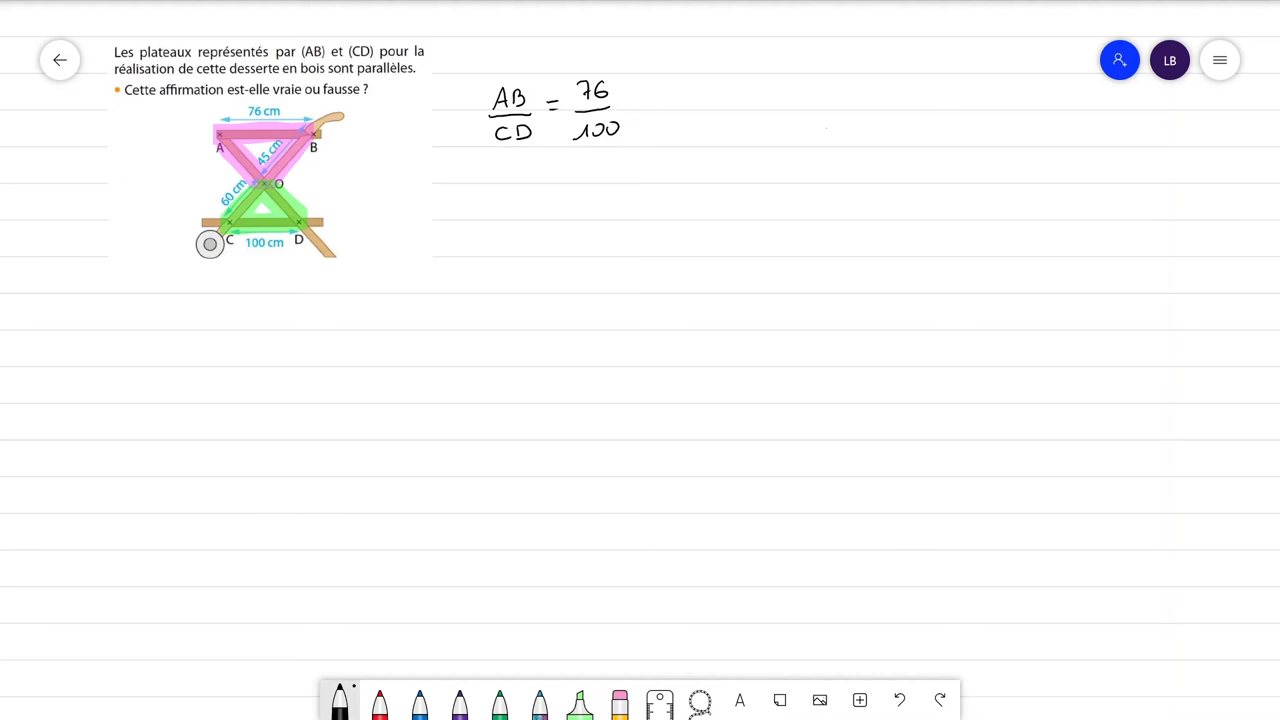 Les plateaux représentés par (AB) et (CD) pour la
réalisation de cette desserte en bois sont parallèles.
• Cette affirmation est-elle vraie ou fausse ?
76 cm
A
B
45 cm
O
60 cm
C
100 cm
D
AB/CD = 76/100
LB
A